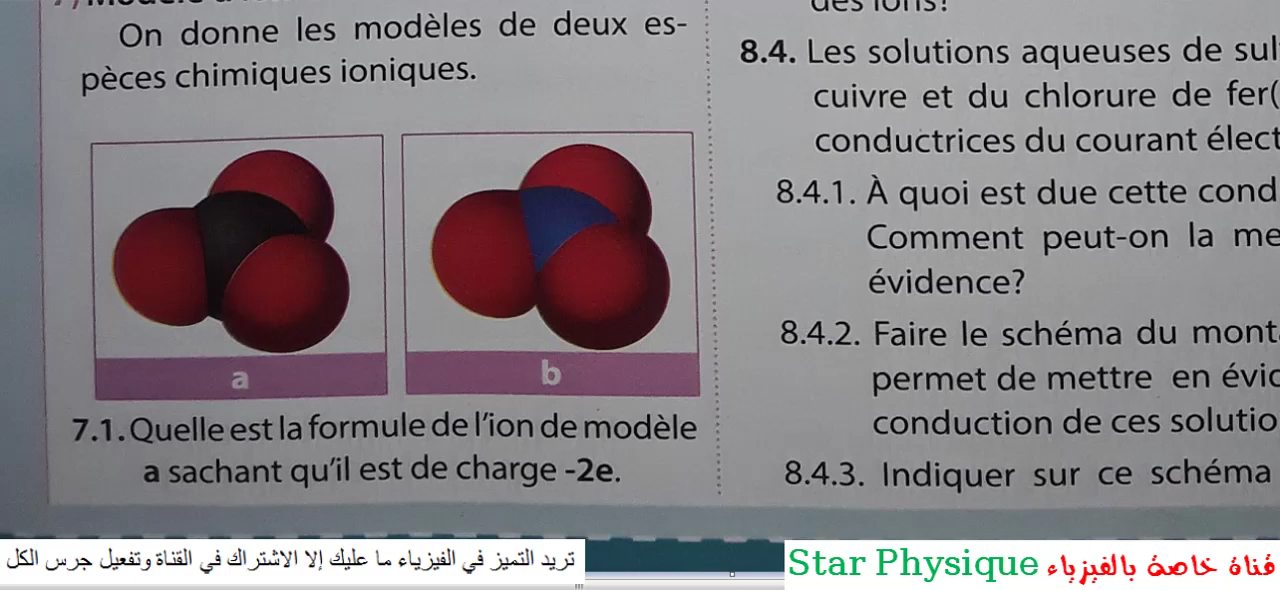 On donne les modèles de deux es-
pèces chimiques ioniques.
a
b
7.1. Quelle est la formule de l'ion de modèle
a sachant qu'il est de charge -2e.
des ions?
8.4. Les solutions aqueuses de sul
cuivre et du chlorure de fer(
conductrices du courant élect
8.4.1. À quoi est due cette cond
Comment peut-on la me
évidence?
8.4.2. Faire le schéma du mont
permet de mettre en évid
conduction de ces solutio
8.4.3. Indiquer sur ce schéma
تريد التميز في الفيزياء ما عليك إلا الاشتراك في القناة وتفعيل جرس الكل
Star Physique قناة خاصة بالفيزياء